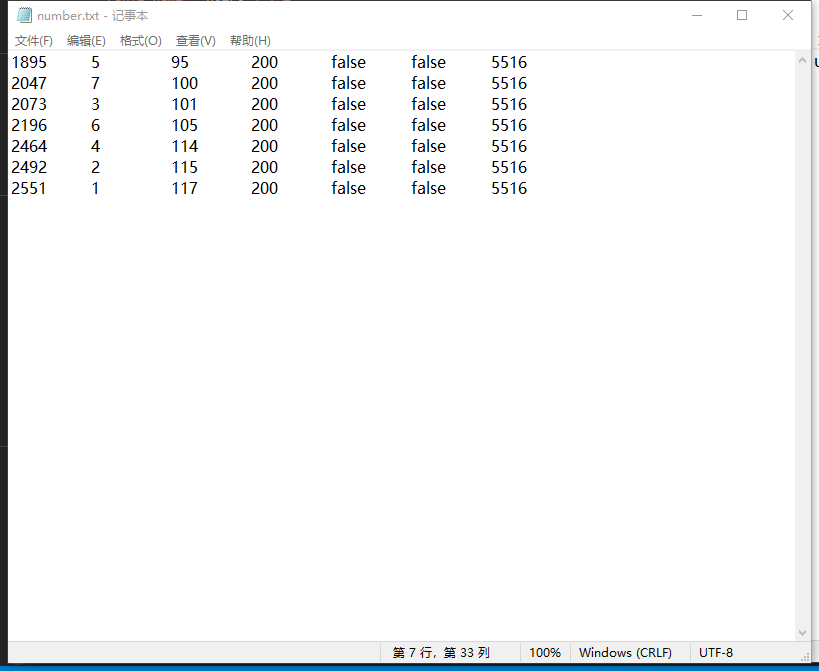 number.txt - 记事本
文件(F) 编辑(E) 格式(O) 查看(V) 帮助(H)
1895 5 95 200 false false 5516
2047 7 100 200 false false 5516
2073 3 101 200 false false 5516
2196 6 105 200 false false 5516
2464 4 114 200 false false 5516
2492 2 115 200 false false 5516
2551 1 117 200 false false 5516
第 7 行，第 33 列 100% Windows (CRLF) UTF-8